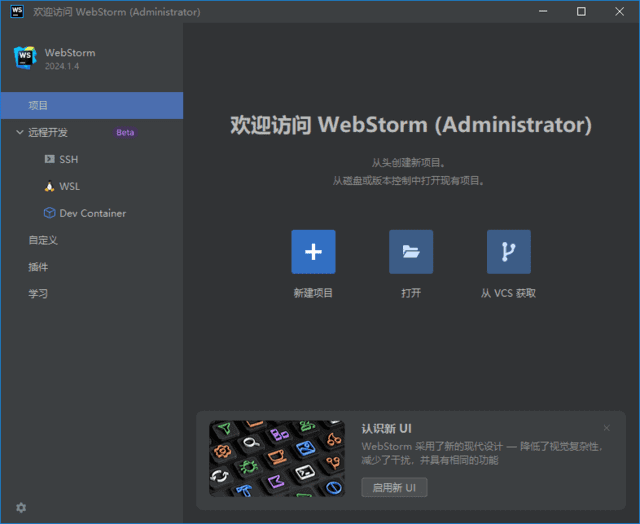 欢迎访问 WebStorm (Administrator)
WS
WebStorm
2024.1.4
项目
远程开发 Beta
SSH
WSL
Dev Container
自定义
插件
学习
欢迎访问 WebStorm (Administrator)
从头创建新项目。
从磁盘或版本控制中打开现有项目。
新建项目
打开
从 VCS 获取
认识新 UI
WebStorm 采用了新的现代设计 — 降低了视觉复杂性，
减少了干扰，并具有相同的功能
启用新 UI